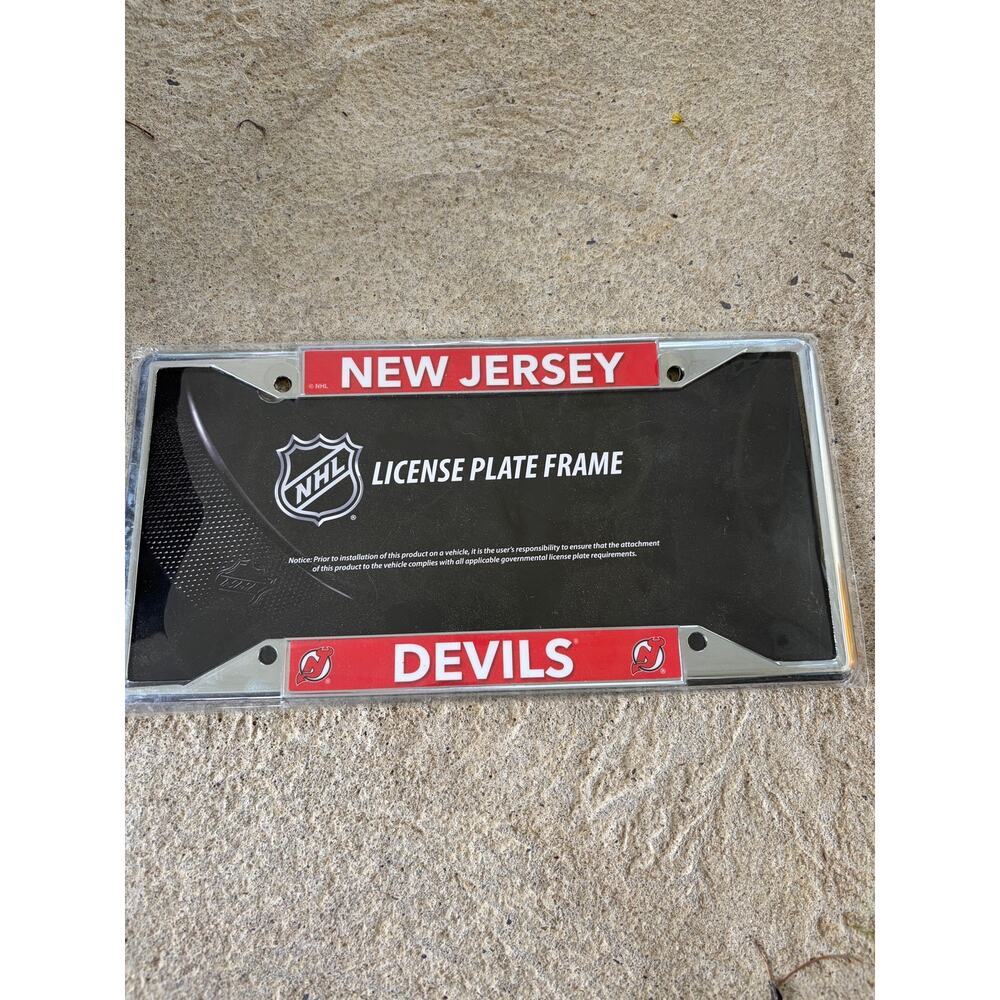 NEW JERSEY
© NHL
NHL
®
LICENSE PLATE FRAME
Notice: Prior to installation of this product on a vehicle, it is the user's responsibility to ensure that the attachment
of this product to the vehicle complies with all applicable governmental license plate requirements.
DEVILS®